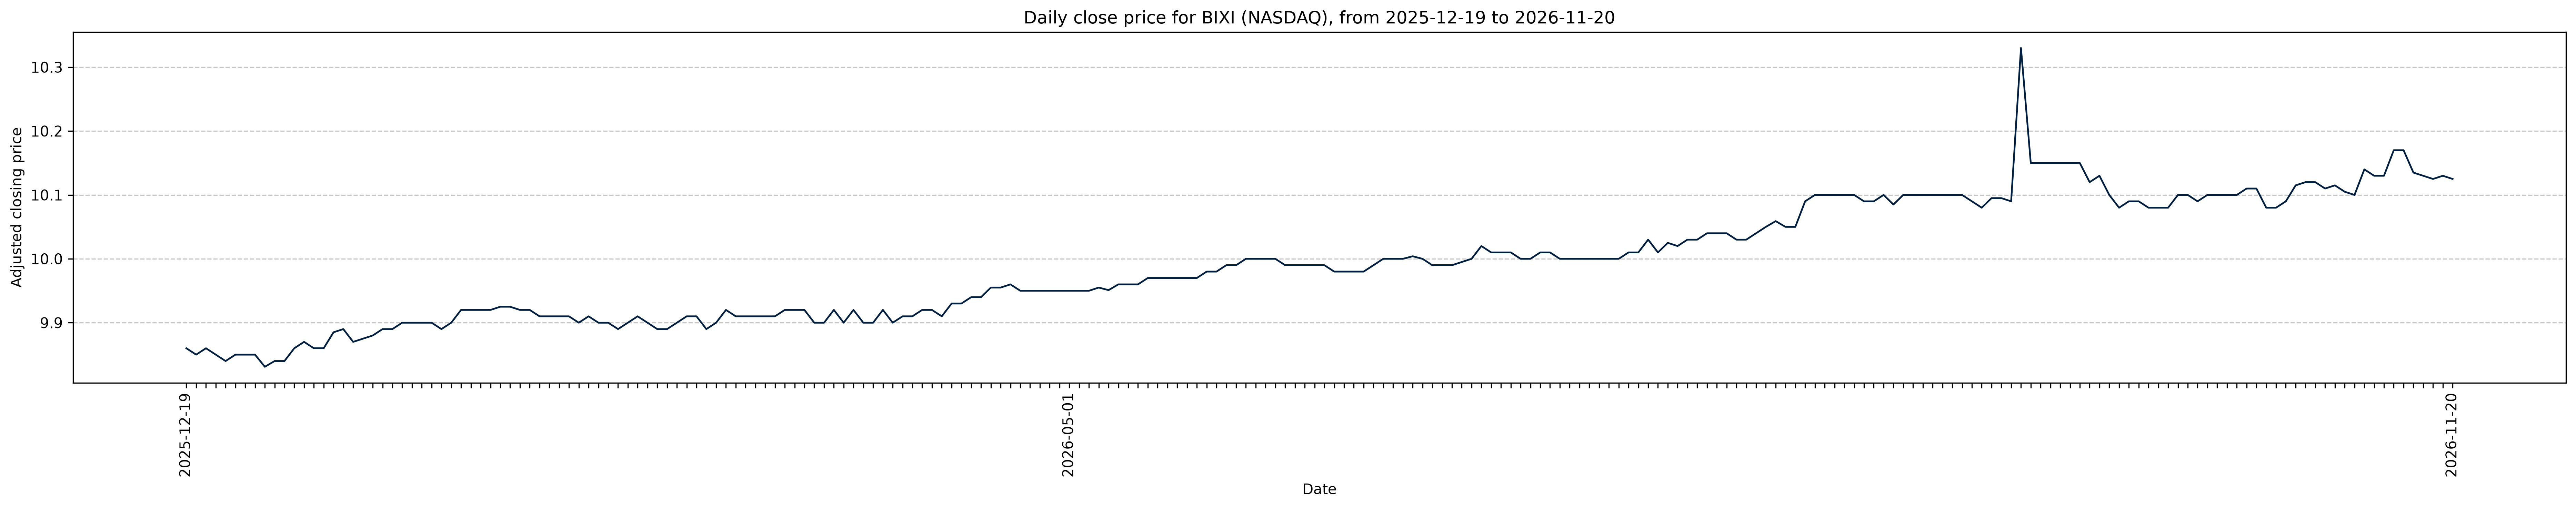 Daily close price for BIXI (NASDAQ), from 2025-12-19 to 2026-11-20
Adjusted closing price
10.3
10.2
10.1
10.0
9.9
2025-12-19
2026-05-01
2026-11-20
Date